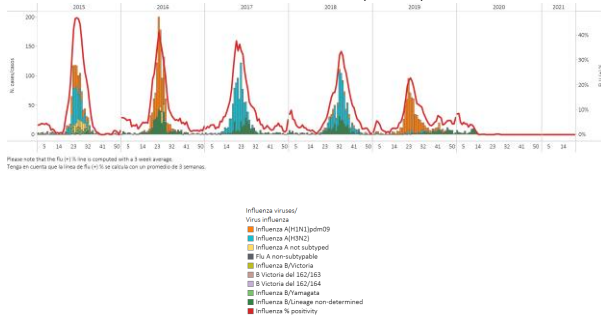 2015 2016 2017 2018 2019 2020 2021
200
150
100
50
0
40%
30%
20%
10%
0%
N. cases/casos
5 14 23 32 41 50 5 14 23 32 41 50 5 14 23 32 41 50 5 14 23 32 41 50 5 14 23 32 41 50 5 14 23 32 41 50 5 14
Please note that the flu (+) % line is computed with a 3 week average.
Tenga en cuenta que la línea de flu (+) % se calcula con un promedio de 3 semanas.
Influenza viruses/
Virus influenza
Influenza A(H1N1)pdm09
Influenza A(H3N2)
Influenza A not subtyped
Flu A non-subtypable
Influenza B/Victoria
B Victoria del 162/163
B Victoria del 162/164
Influenza B/Yamagata
Influenza B/Lineage non-determined
Influenza % positivity